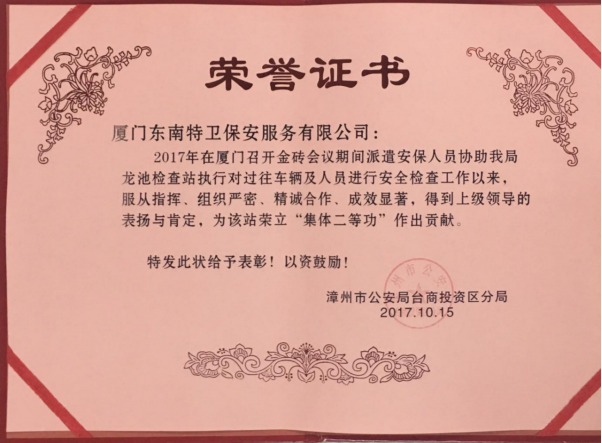 荣誉证书
厦门东南特卫保安服务有限公司：
2017年在厦门召开金砖会议期间派遣安保人员协助我局
龙池检查站执行对过往车辆及人员进行安全检查工作以来，
服从指挥、组织严密、精诚合作、成效显著，得到上级领导的
表扬与肯定，为该站荣立“集体二等功”作出贡献。
特发此状给予表彰！以资鼓励！
漳州市公安局台商投资区分局
2017.10.15